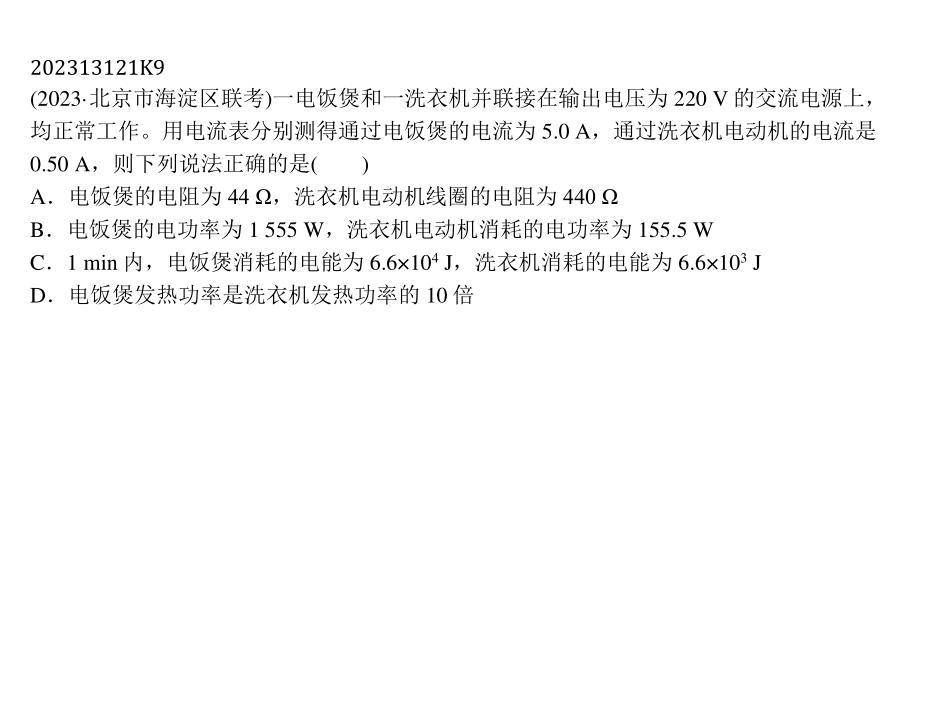 202313121K9
(2023·北京市海淀区联考)一电饭煲和一洗衣机并联接在输出电压为 220 V 的交流电源上，
均正常工作。用电流表分别测得通过电饭煲的电流为 5.0 A，通过洗衣机电动机的电流是
0.50 A，则下列说法正确的是(　　)
A．电饭煲的电阻为 44 Ω，洗衣机电动机线圈的电阻为 440 Ω
B．电饭煲的电功率为 1 555 W，洗衣机电动机消耗的电功率为 155.5 W
C．1 min 内，电饭煲消耗的电能为 6.6×10⁴ J，洗衣机消耗的电能为 6.6×10³ J
D．电饭煲发热功率是洗衣机发热功率的 10 倍